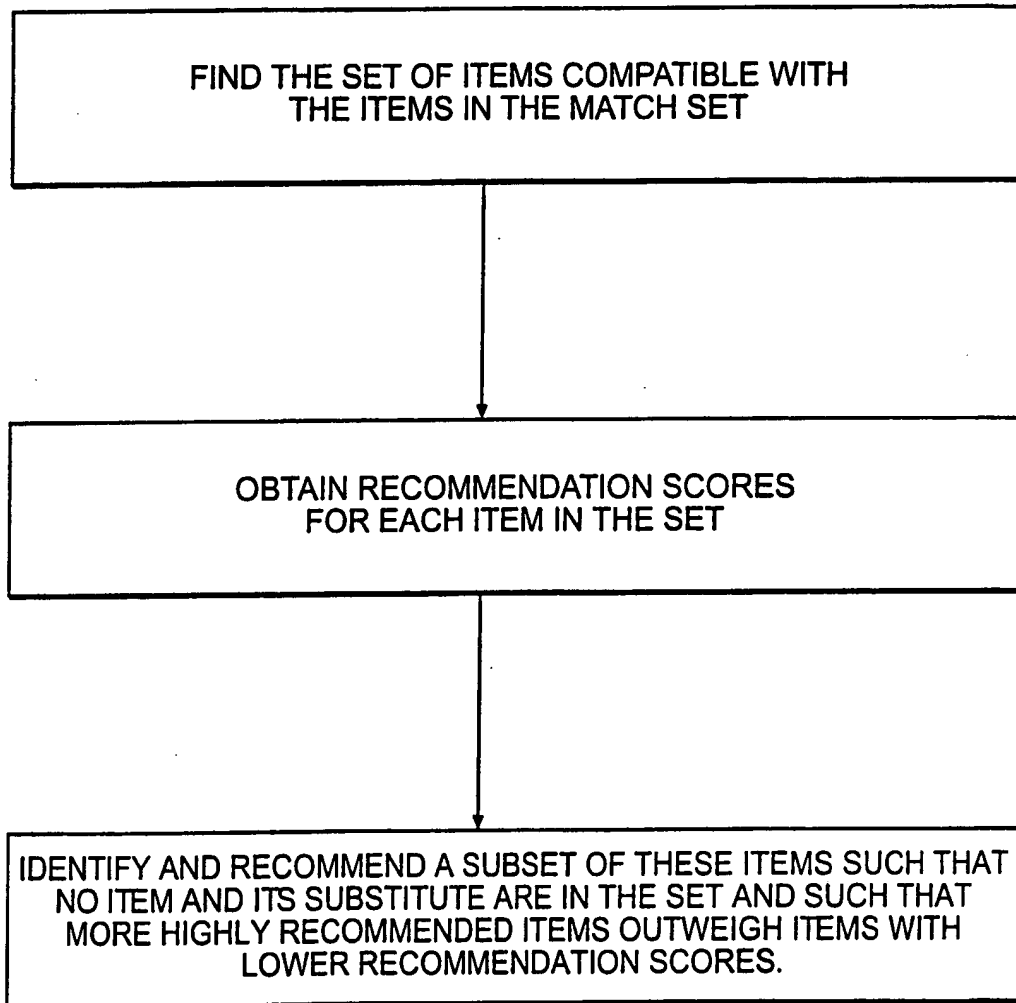 FIND THE SET OF ITEMS COMPATIBLE WITH
THE ITEMS IN THE MATCH SET
OBTAIN RECOMMENDATION SCORES
FOR EACH ITEM IN THE SET
IDENTIFY AND RECOMMEND A SUBSET OF THESE ITEMS SUCH THAT
NO ITEM AND ITS SUBSTITUTE ARE IN THE SET AND SUCH THAT
MORE HIGHLY RECOMMENDED ITEMS OUTWEIGH ITEMS WITH
LOWER RECOMMENDATION SCORES.